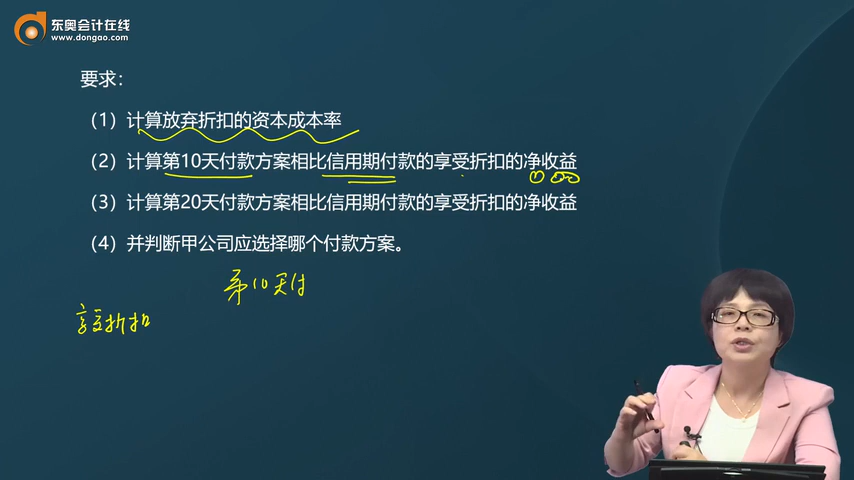 东奥会计在线
www.dongao.com
要求：
（1）计算放弃折扣的资本成本率
（2）计算第10天付款方案相比信用期付款的享受折扣的净收益
（3）计算第20天付款方案相比信用期付款的享受折扣的净收益
（4）并判断甲公司应选择哪个付款方案。
第10天付
享受折扣